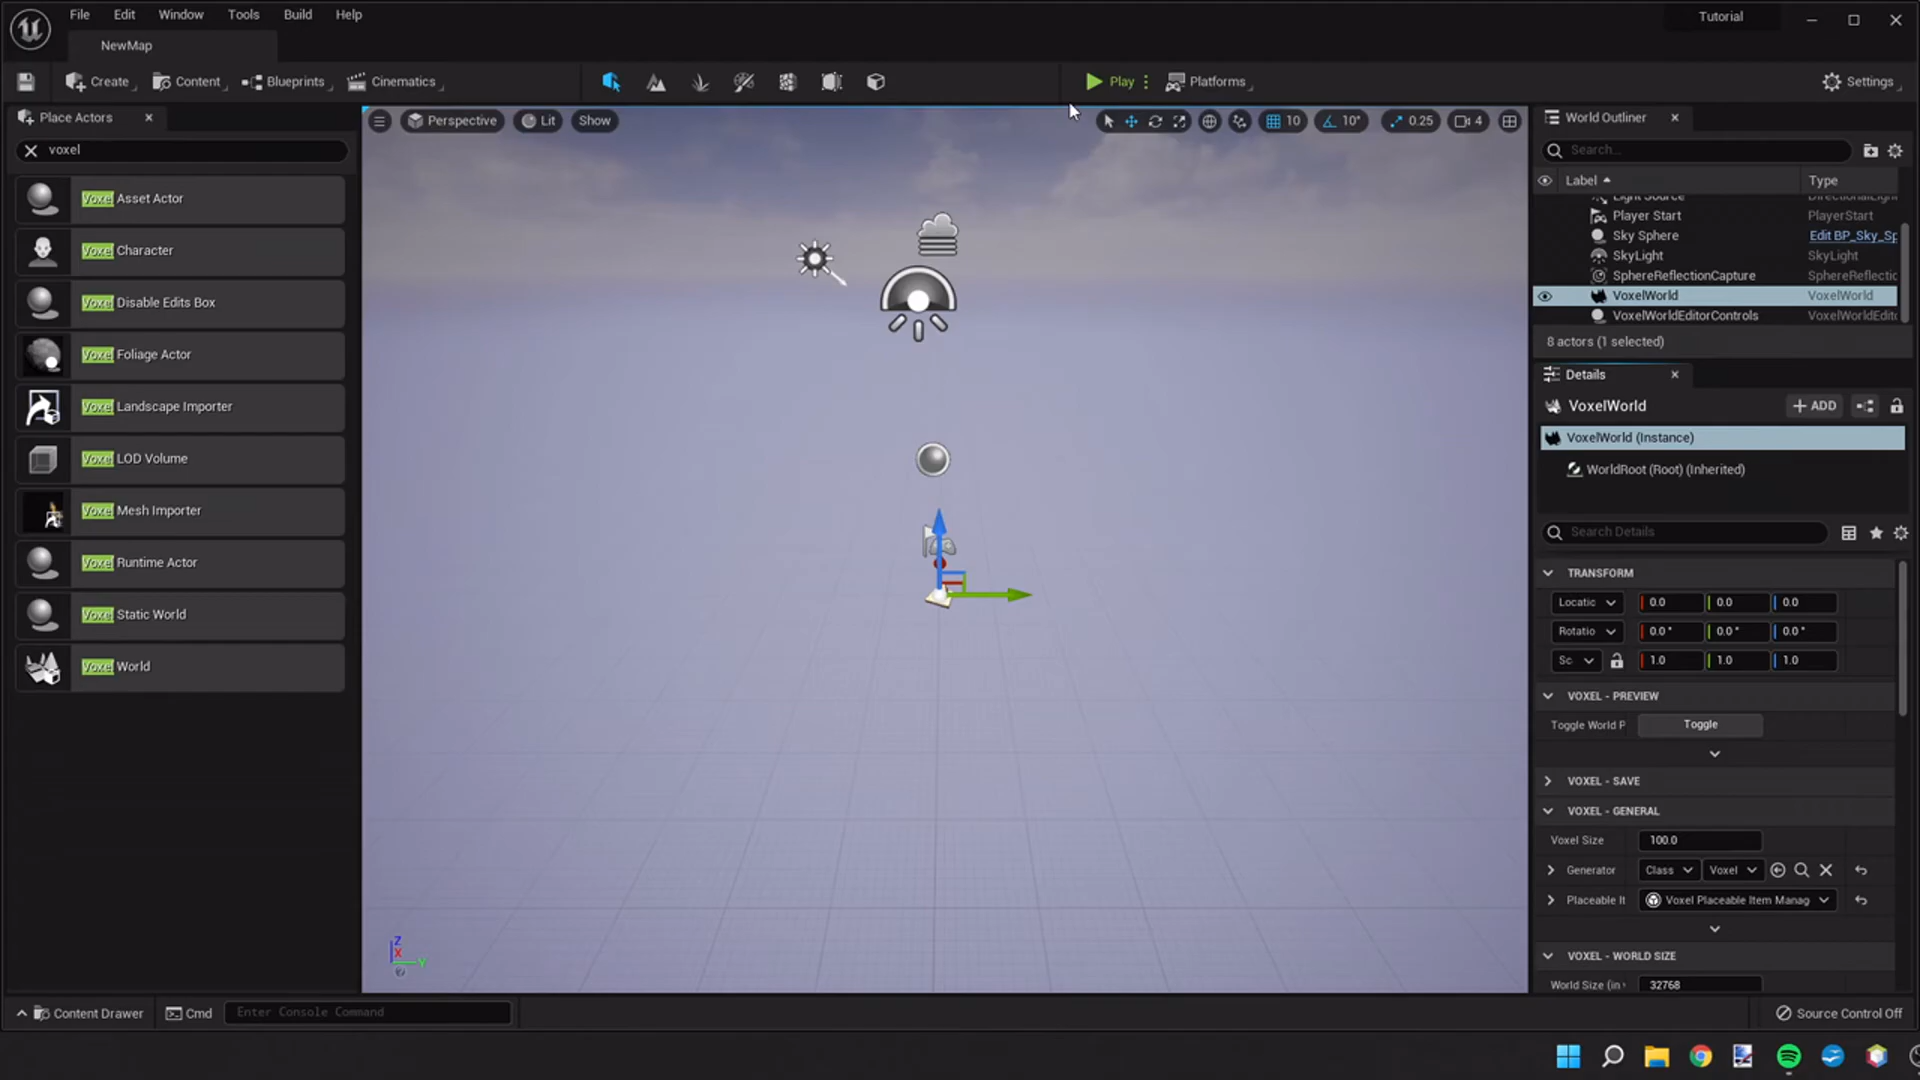 File Edit Window Tools Build Help
Tutorial
NewMap
Create Content Blueprints Cinematics Play Platforms Settings
Place Actors
voxel
Voxel Asset Actor
Voxel Character
Voxel Disable Edits Box
Voxel Foliage Actor
Voxel Landscape Importer
Voxel LOD Volume
Voxel Mesh Importer
Voxel Runtime Actor
Voxel Static World
Voxel World
Perspective Lit Show
10 10° 0.25 4
Z
X
Y
World Outliner
Search...
Label Type
Light Source DirectionalLight
Player Start PlayerStart
Sky Sphere Edit BP_Sky_Sp
SkyLight SkyLight
SphereReflectionCapture SphereReflectic
VoxelWorld VoxelWorld
VoxelWorldEditorControls VoxelWorldEdito
8 actors (1 selected)
Details
VoxelWorld + ADD
VoxelWorld (Instance)
WorldRoot (Root) (Inherited)
Search Details
TRANSFORM
Locatic 0.0 0.0 0.0
Rotatio 0.0° 0.0° 0.0°
Sc 1.0 1.0 1.0
VOXEL - PREVIEW
Toggle World P Toggle
VOXEL - SAVE
VOXEL - GENERAL
Voxel Size 100.0
Generator Class Voxel
Placeable It Voxel Placeable Item Manag
VOXEL - WORLD SIZE
World Size (in 32768
Content Drawer Cmd Enter Console Command Source Control Off